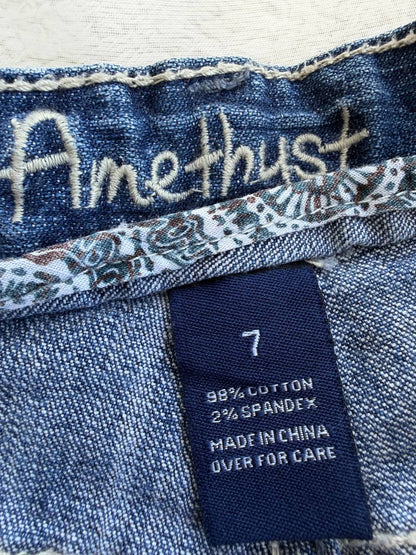 Amethyst
7
98% COTTON
2% SPANDEX
MADE IN CHINA
OVER FOR CARE